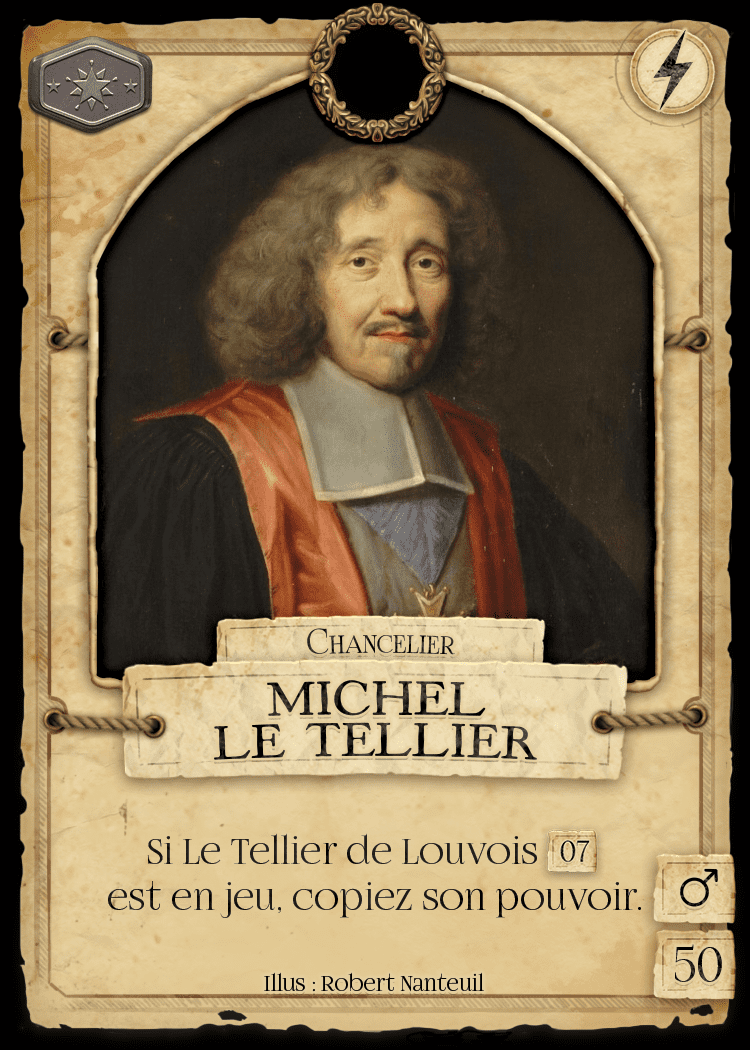 Chancelier
MICHEL
LE TELLIER
Si Le Tellier de Louvois 07
est en jeu, copiez son pouvoir.
♂
50
Illus : Robert Nanteuil